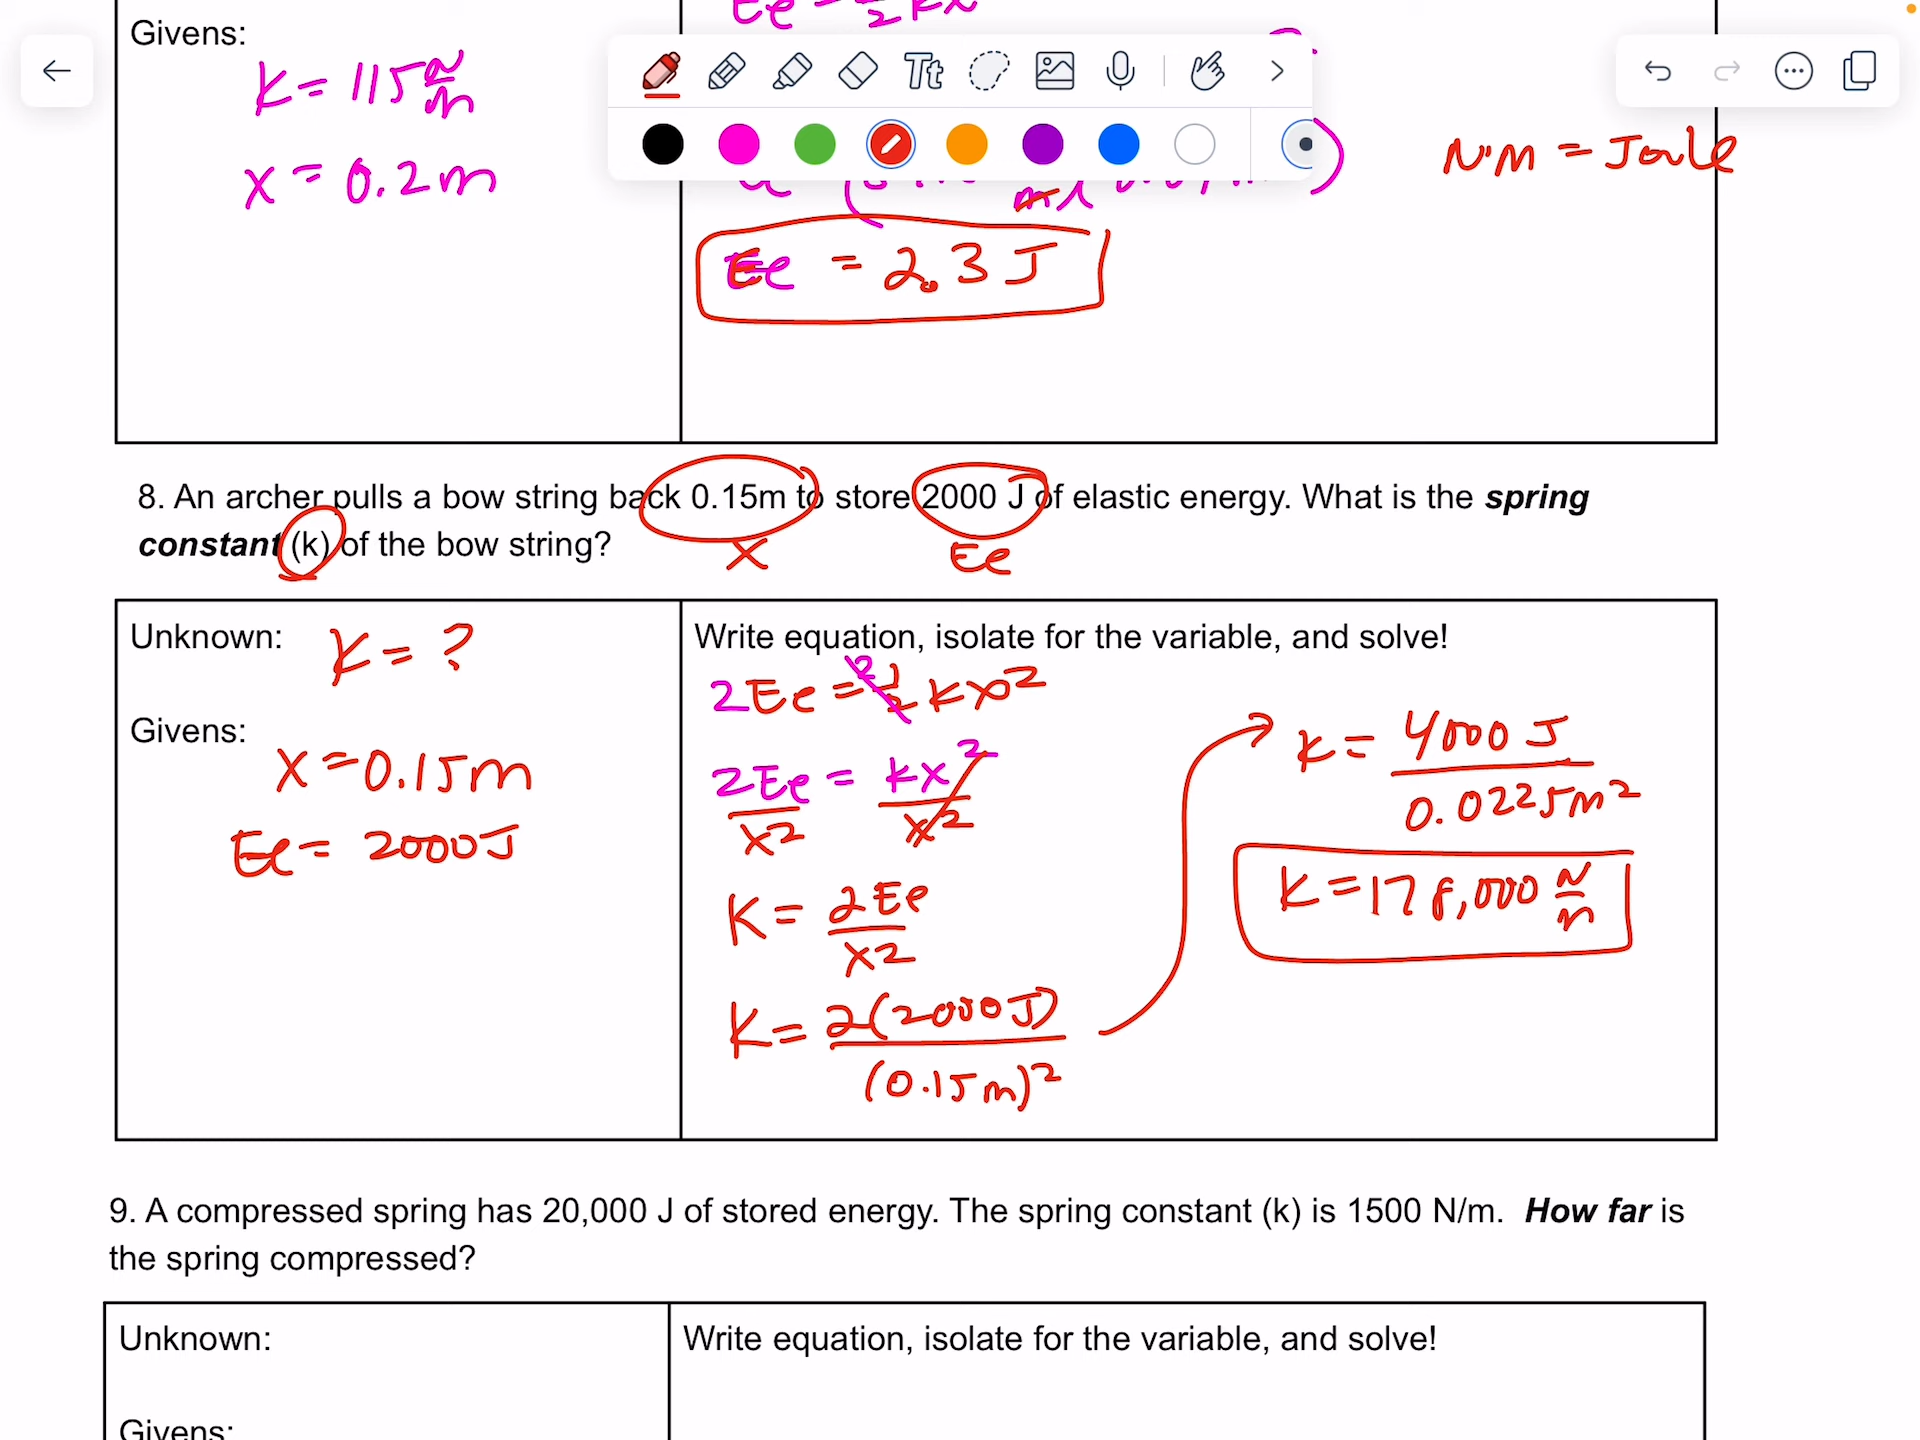 Ee = 1/2 kx
Givens:
K = 115 N/m
x = 0.2m
Tt
N·m = Joule
Ee = 2.3 J
8. An archer pulls a bow string back 0.15m to store 2000 J of elastic energy. What is the spring
constant (k) of the bow string?
x
Ee
Unknown: K = ?
Write equation, isolate for the variable, and solve!
2Ee = 2 1/2 kx²
Givens:
x = 0.15m
Ee = 2000J
2Ee/x² = kx²/x²
K = 2Ee/x2
K = 2(2000J)/(0.15m)²
k = 4000 J/0.0225m²
K = 178,000 N/m
9. A compressed spring has 20,000 J of stored energy. The spring constant (k) is 1500 N/m. How far is
the spring compressed?
Unknown:
Write equation, isolate for the variable, and solve!
Givens: